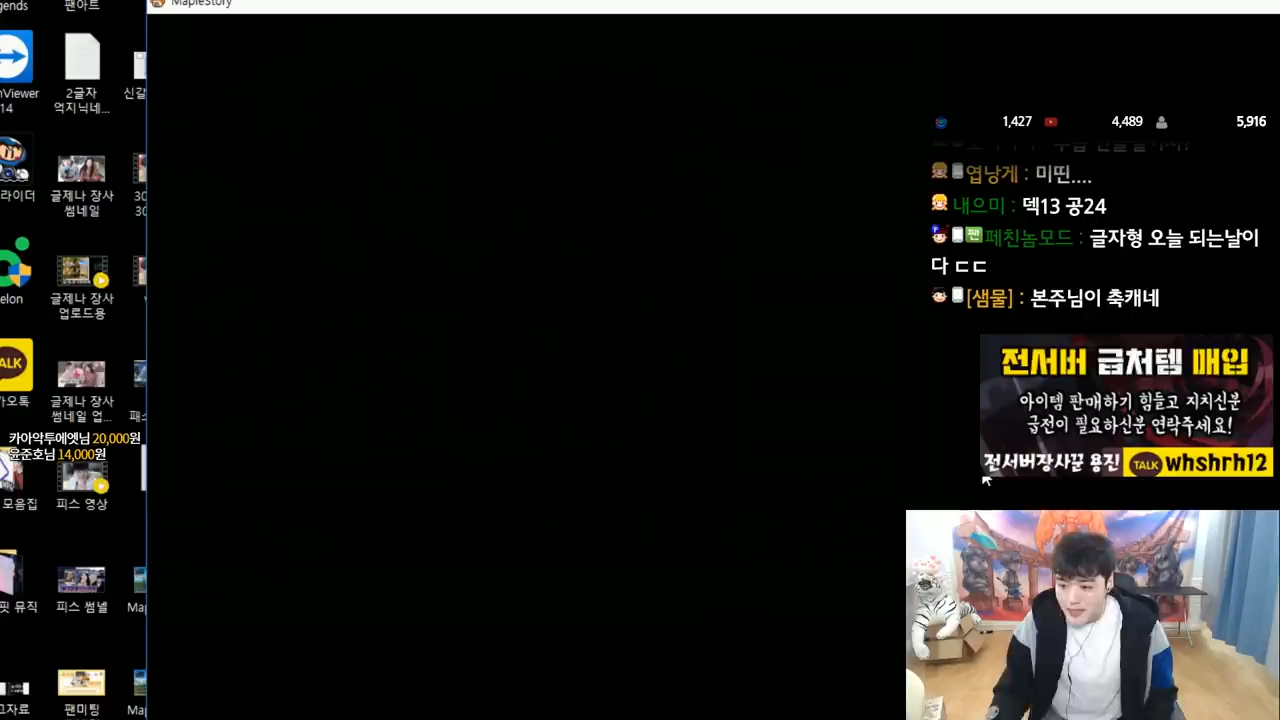 gends
팬아트
MapleStory
nViewer
14
2글자
억지닉네...
신갈
라이더
글제나 장사
썸네일
30
30
elon
글제나 장사
업로드용
TALK
카오톡
글제나 장사
썸네일 업...
패스
카아악투에엣님 20,000원
윤준호님 14,000원
모음집
피스 영상
핏 뮤직
피스 썸넬
Map
고자료
팬미팅
Map
1,427
4,489
5,916
엽낭게 : 미띤....
내으미 : 덱13 공24
팬 페친놈모드 : 글자형 오늘 되는날이
다 ㄷㄷ
[샘물] : 본주님이 축캐네
전서버 급처템 매입
아이템 판매하기 힘들고 지치신분
급전이 필요하신분 연락주세요!
전서버장사꾼 용진 TALK whshrh12